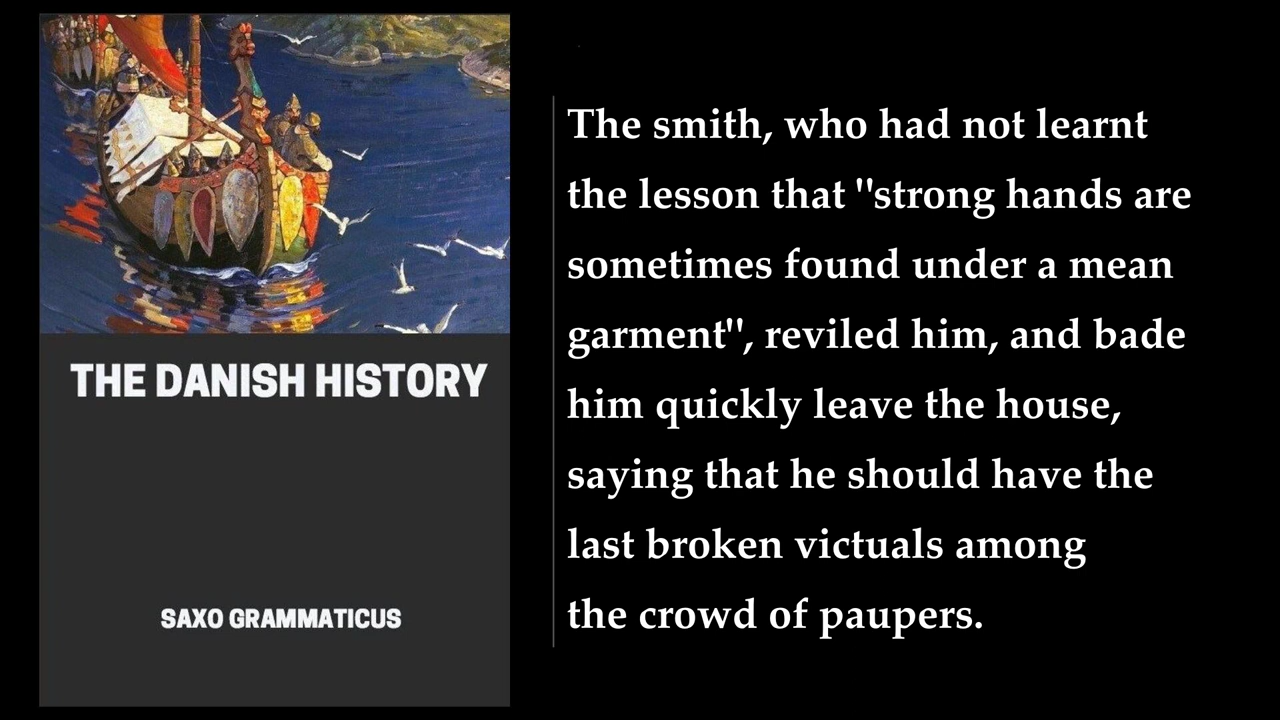 THE DANISH HISTORY
SAXO GRAMMATICUS
The smith, who had not learnt
the lesson that "strong hands are
sometimes found under a mean
garment", reviled him, and bade
him quickly leave the house,
saying that he should have the
last broken victuals among
the crowd of paupers.